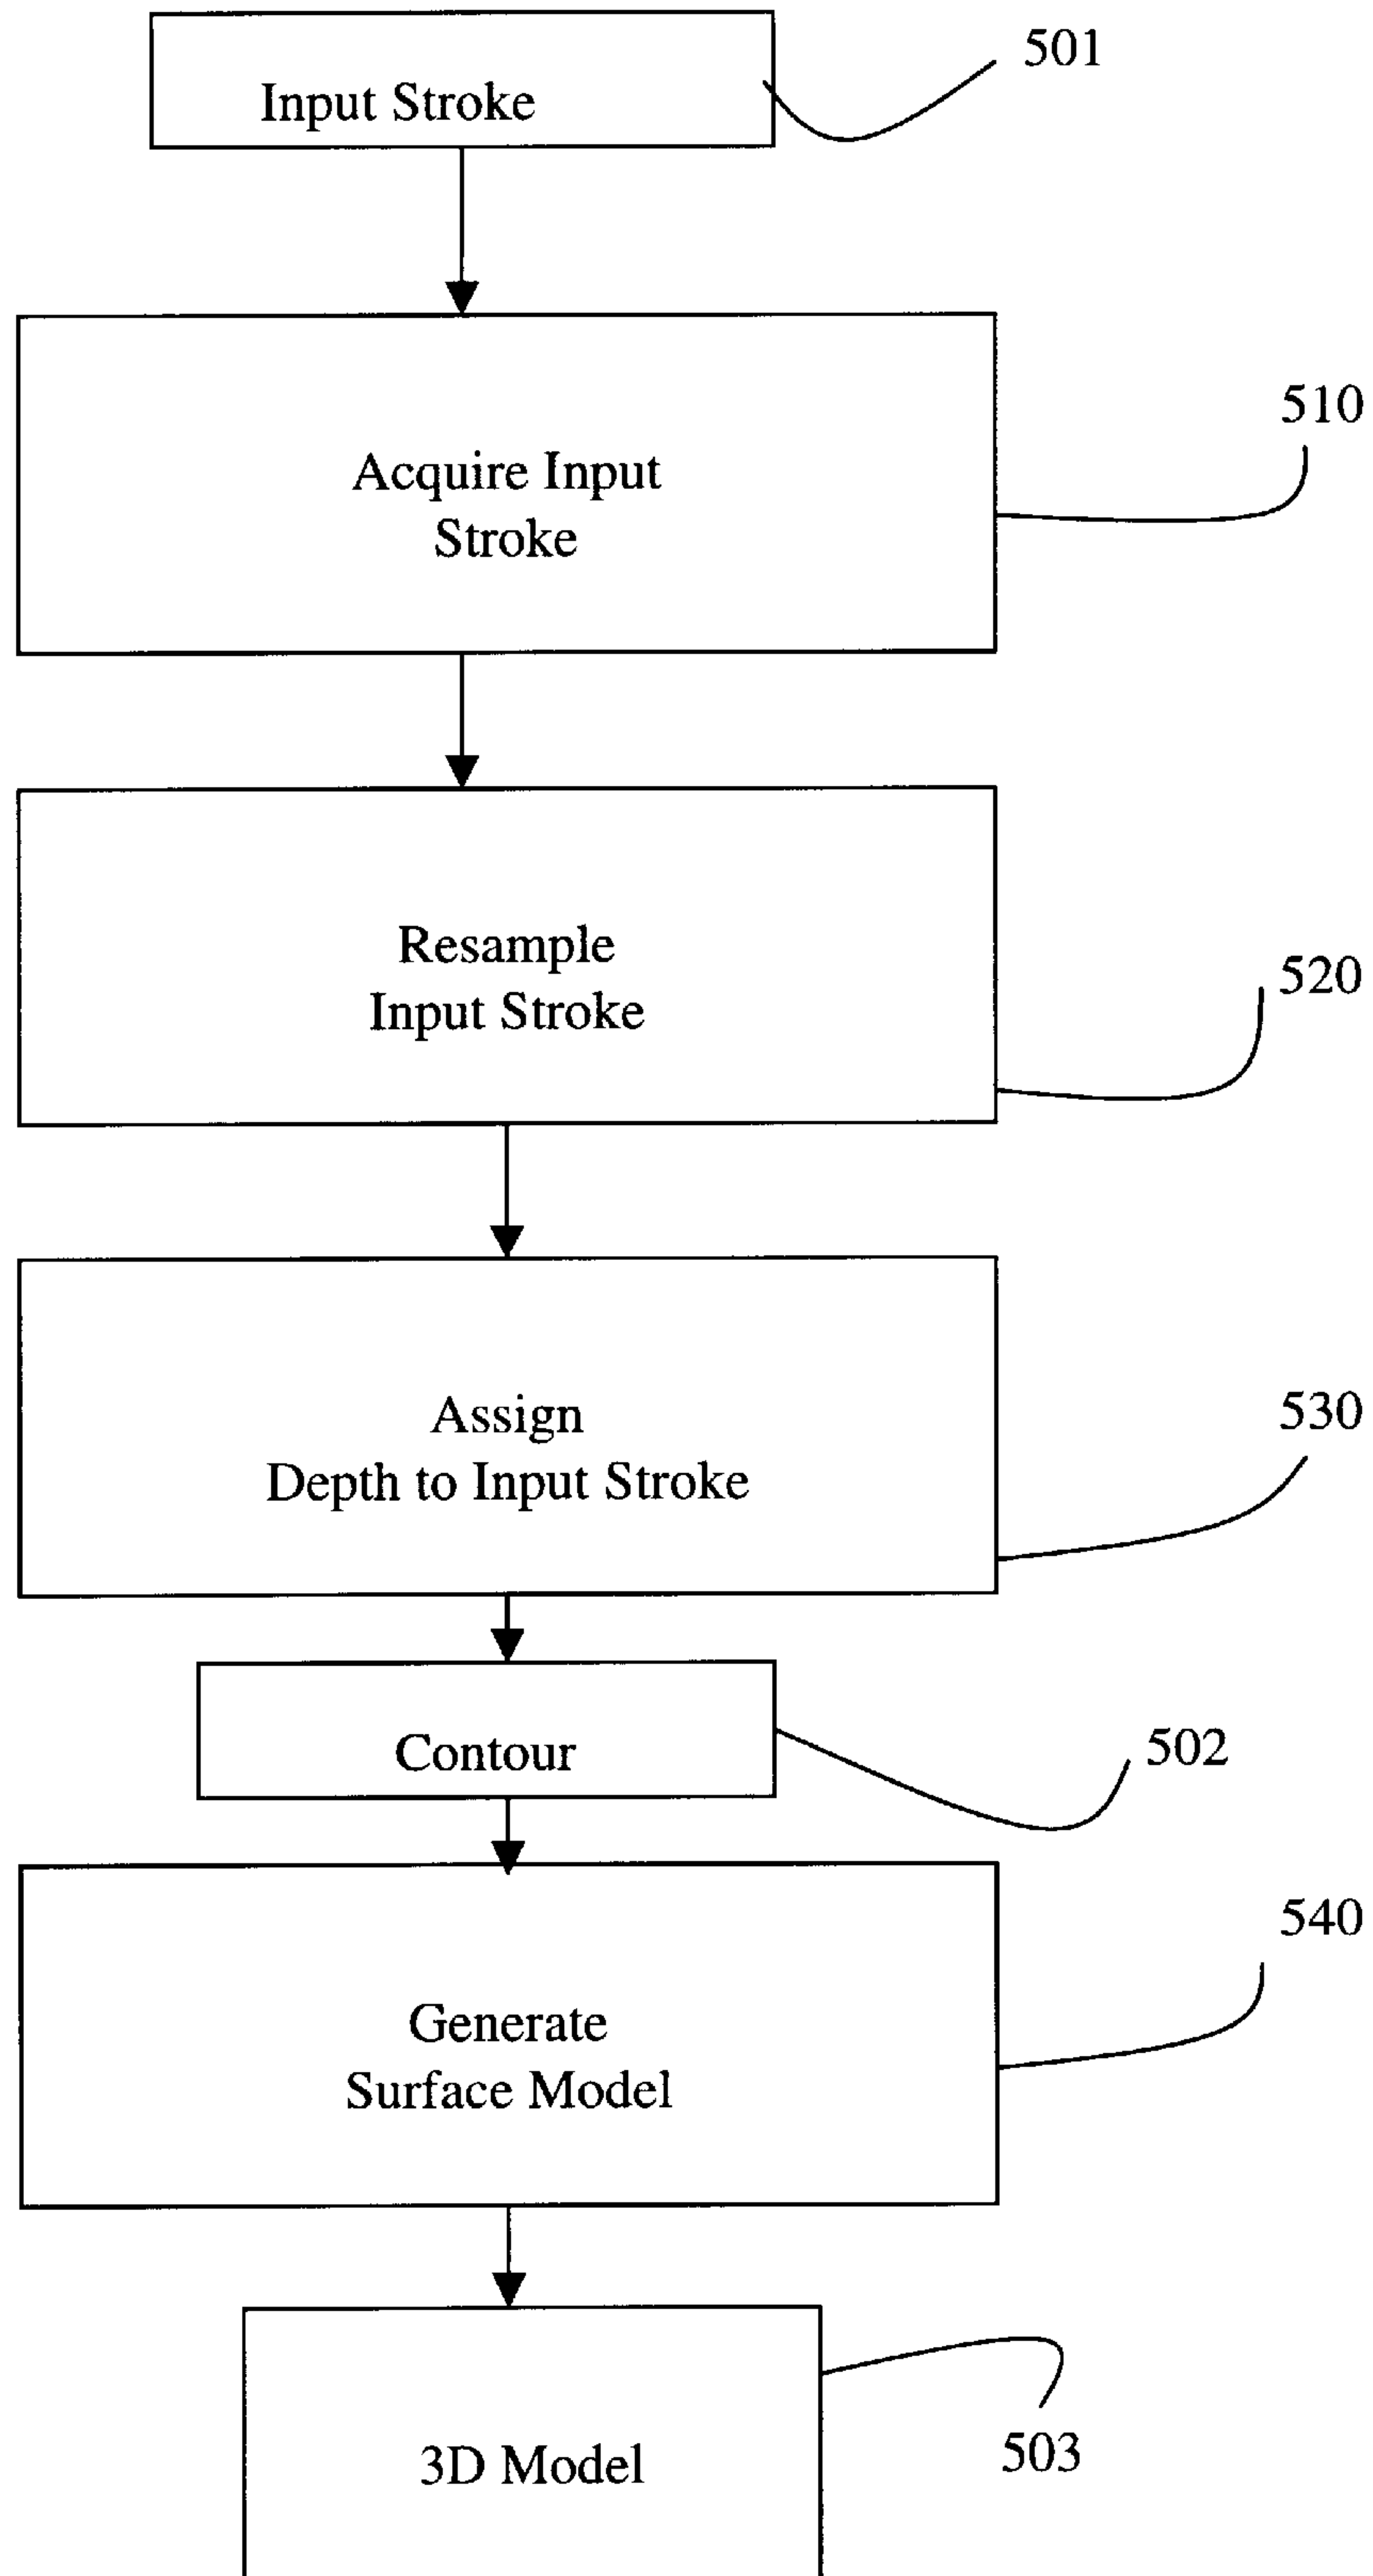 Input Stroke
501
Acquire Input
Stroke
510
Resample
Input Stroke
520
Assign
Depth to Input Stroke
530
Contour
502
Generate
Surface Model
540
3D Model
503